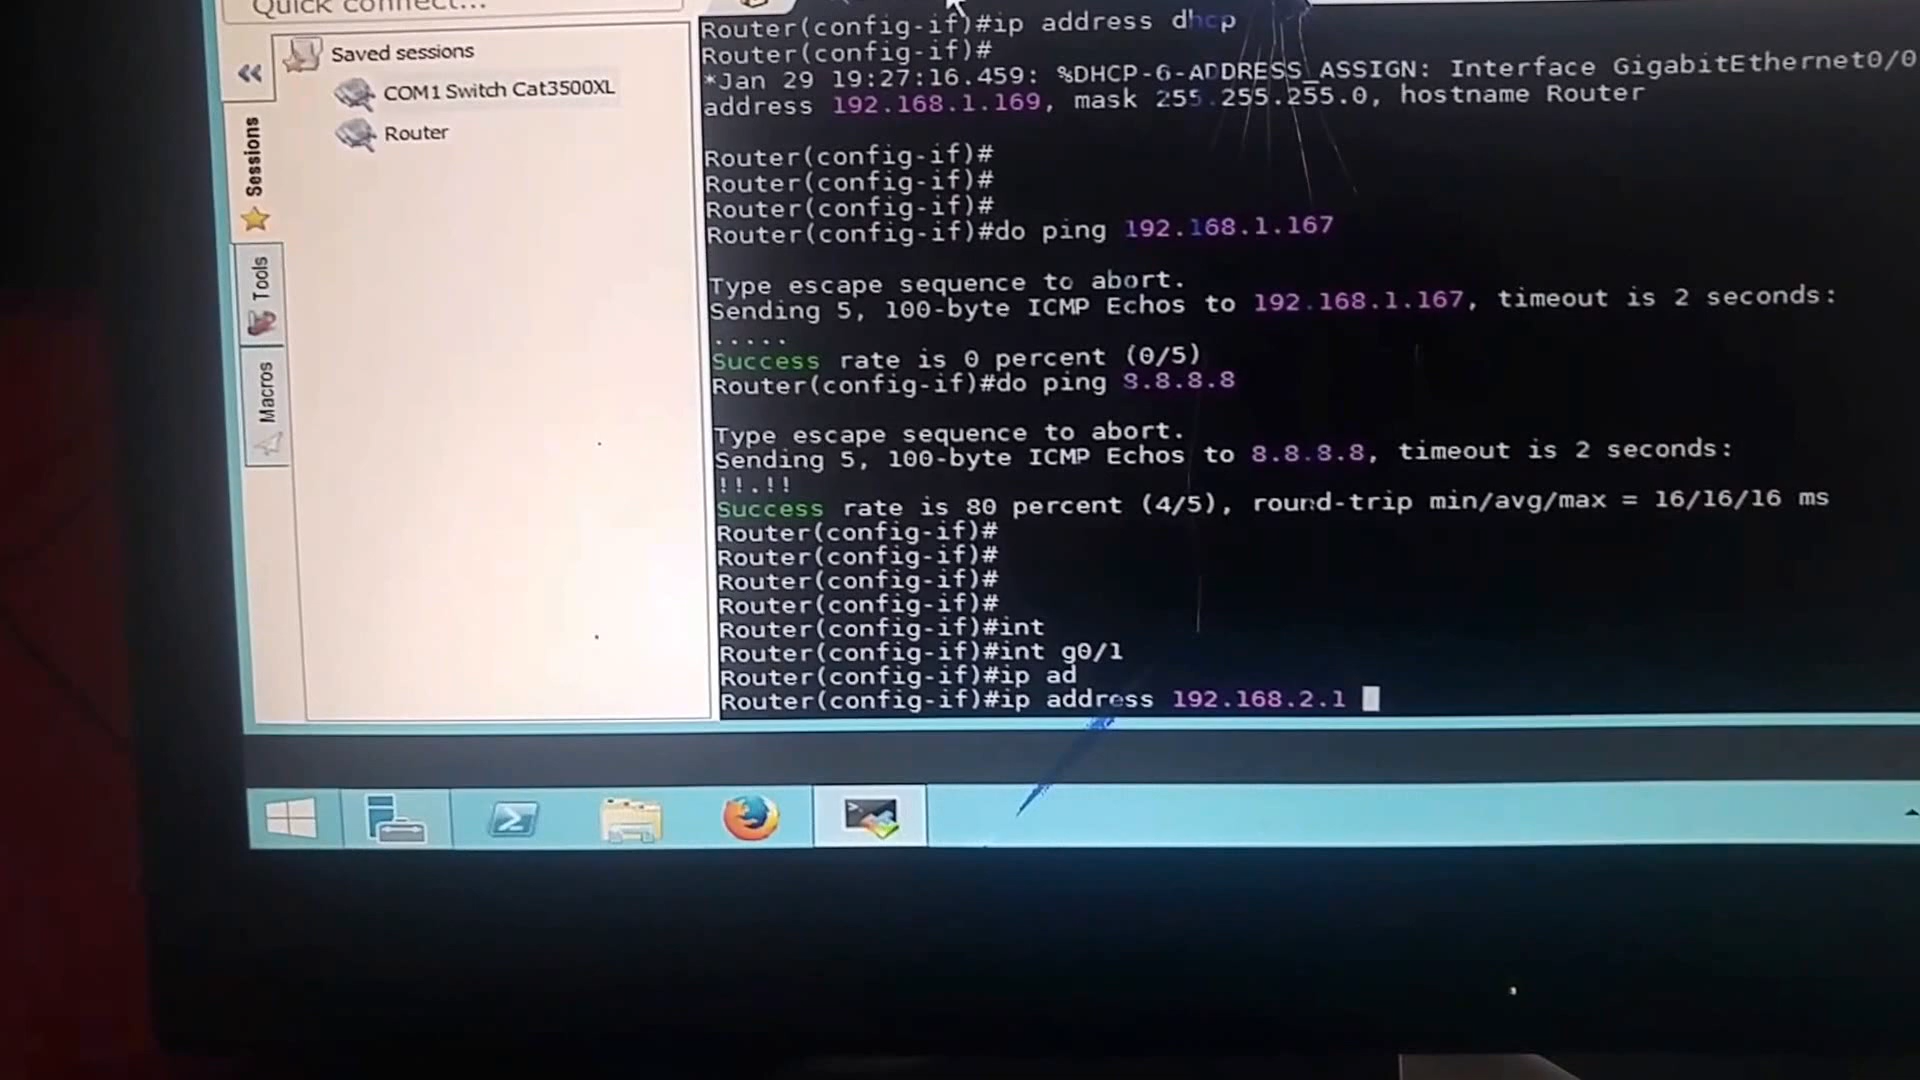 Quick connect...
Saved sessions
COM1 Switch Cat3500XL
Router
Sessions
Tools
Macros
Router(config-if)#ip address dhcp
Router(config-if)#
*Jan 29 19:27:16.459: %DHCP-6-ADDRESS_ASSIGN: Interface GigabitEthernet0/0
address 192.168.1.169, mask 255.255.255.0, hostname Router
Router(config-if)#
Router(config-if)#
Router(config-if)#
Router(config-if)#do ping 192.168.1.167
Type escape sequence to abort.
Sending 5, 100-byte ICMP Echos to 192.168.1.167, timeout is 2 seconds:
.....
Success rate is 0 percent (0/5)
Router(config-if)#do ping 8.8.8.8
Type escape sequence to abort.
Sending 5, 100-byte ICMP Echos to 8.8.8.8, timeout is 2 seconds:
!!.!!
Success rate is 80 percent (4/5), round-trip min/avg/max = 16/16/16 ms
Router(config-if)#
Router(config-if)#
Router(config-if)#
Router(config-if)#
Router(config-if)#int
Router(config-if)#int g0/1
Router(config-if)#ip ad
Router(config-if)#ip address 192.168.2.1